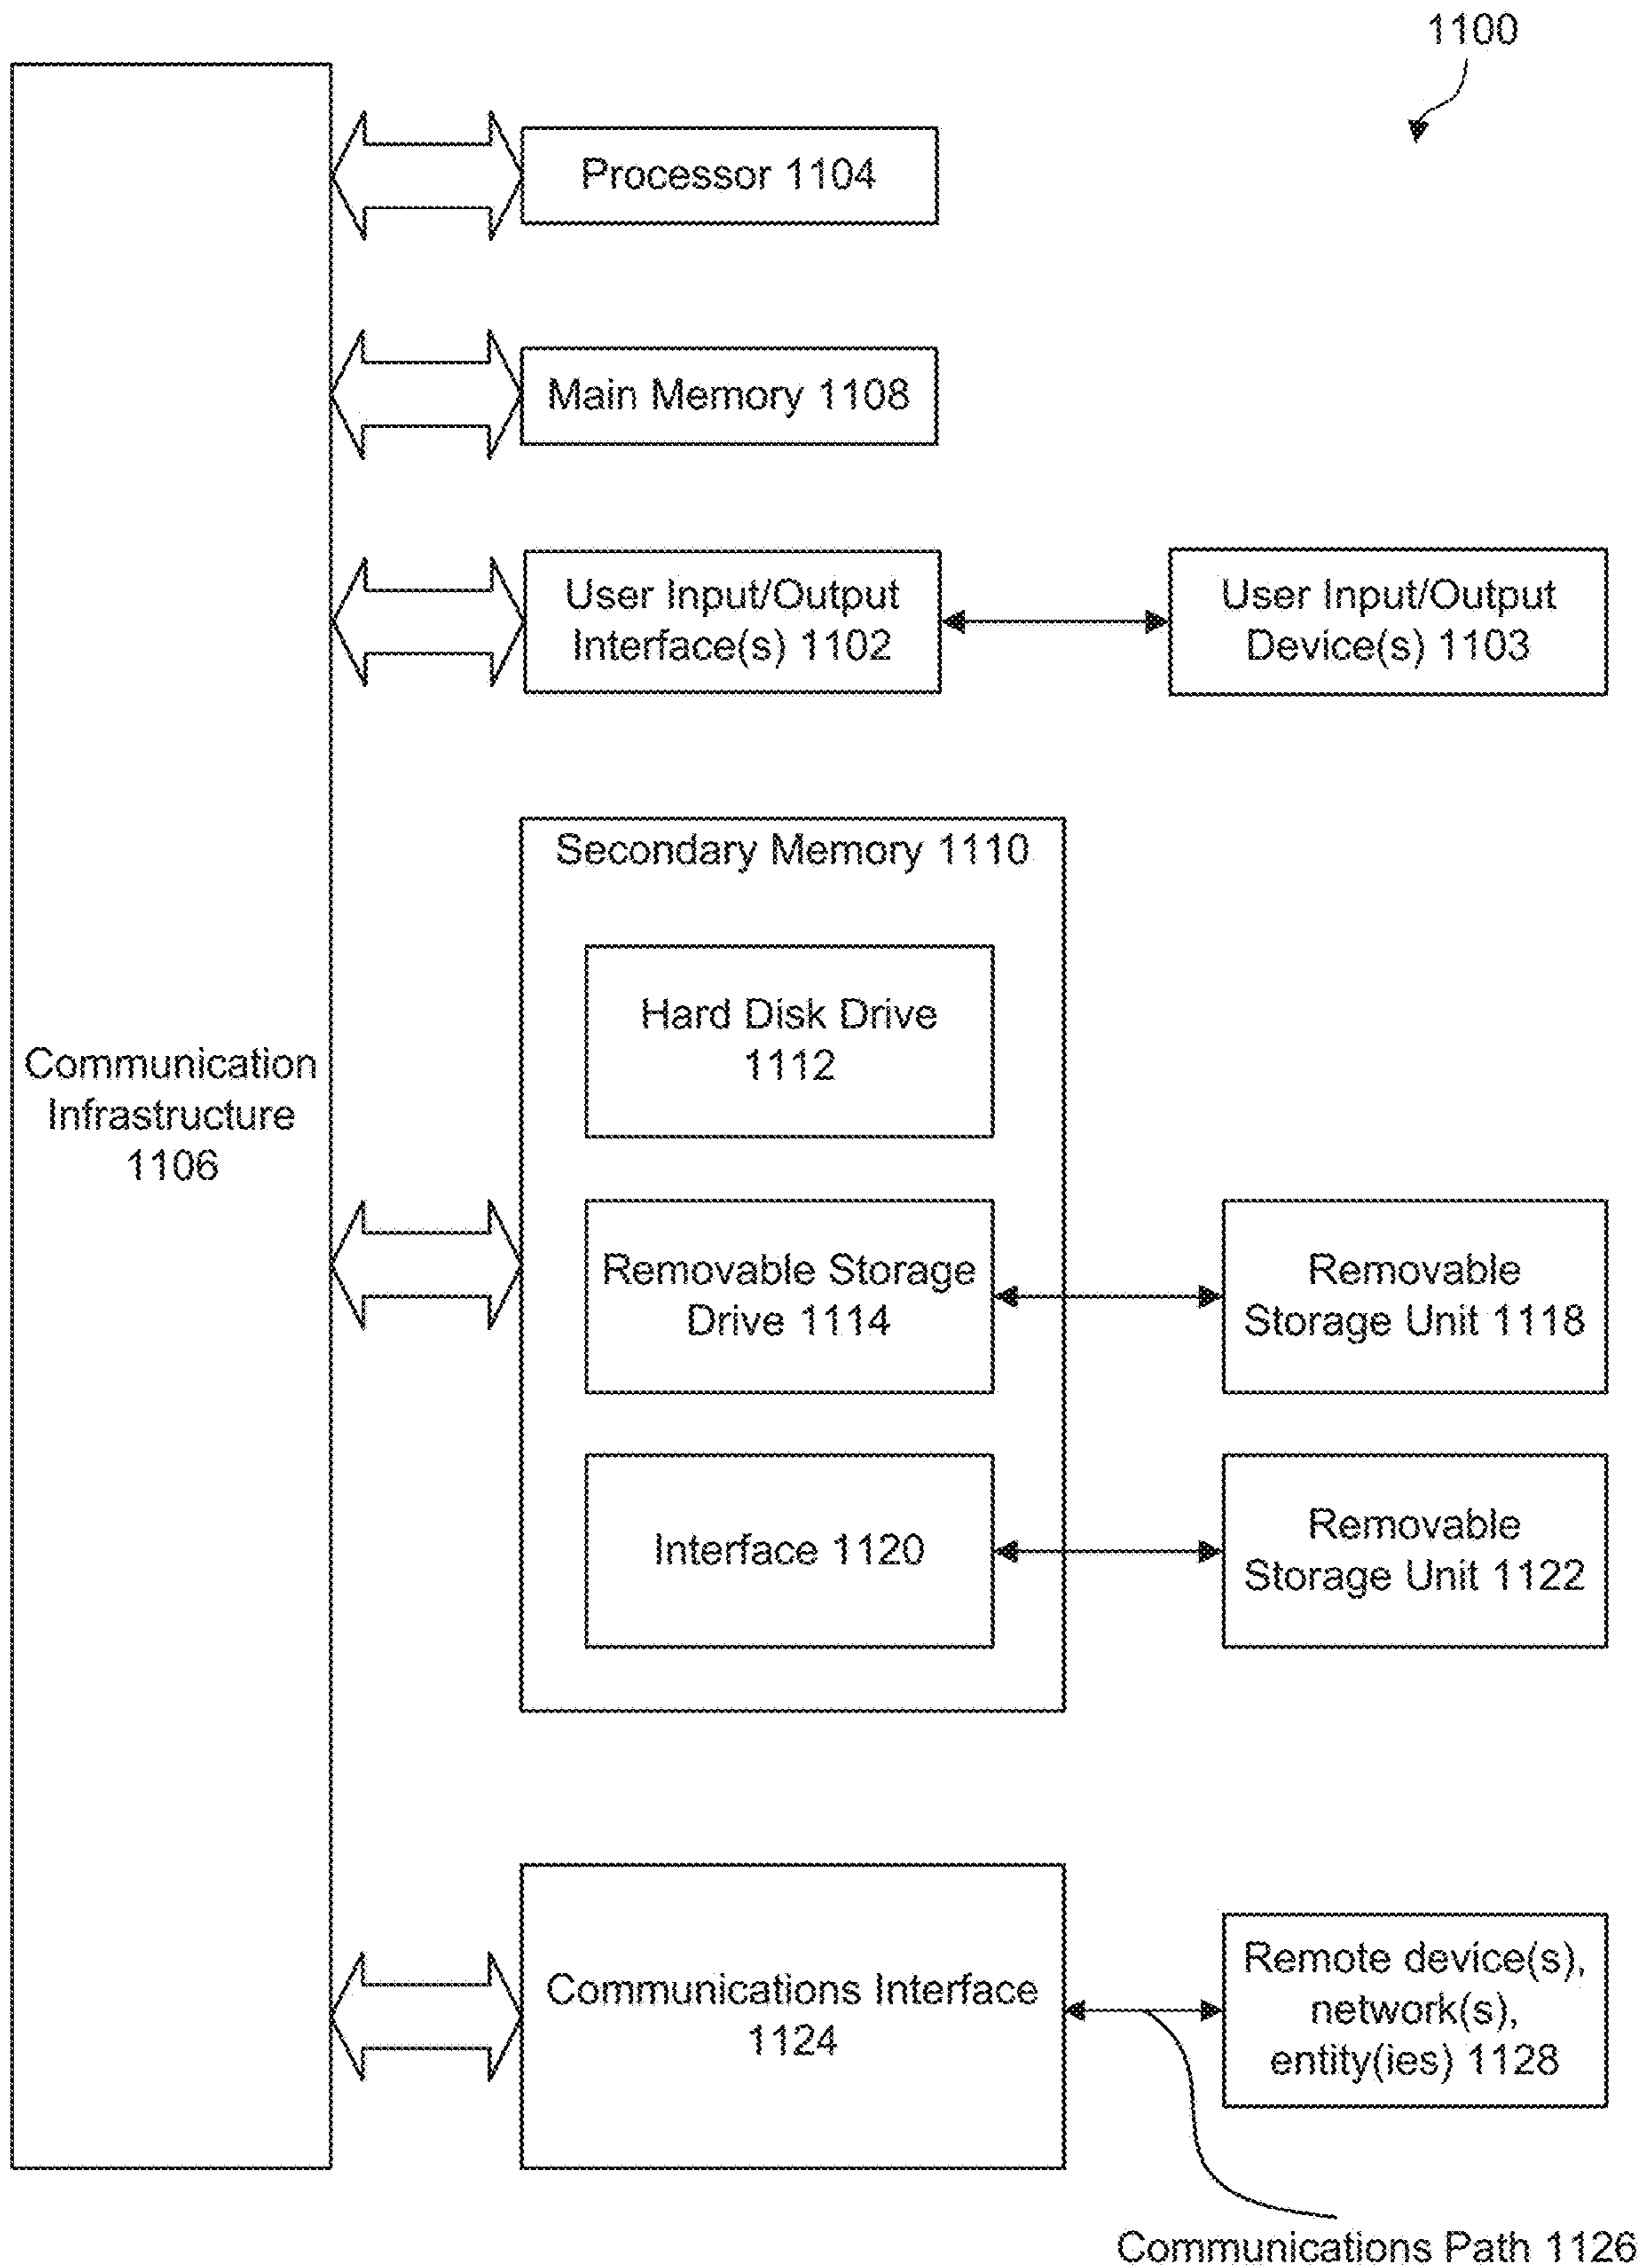 1100
Processor 1104
Main Memory 1108
User Input/Output
Interface(s) 1102
User Input/Output
Device(s) 1103
Secondary Memory 1110
Hard Disk Drive
1112
Communication
Infrastructure
1106
Removable Storage
Drive 1114
Removable
Storage Unit 1118
Interface 1120
Removable
Storage Unit 1122
Communications Interface
1124
Remote device(s),
network(s),
entity(ies) 1128
Communications Path 1126